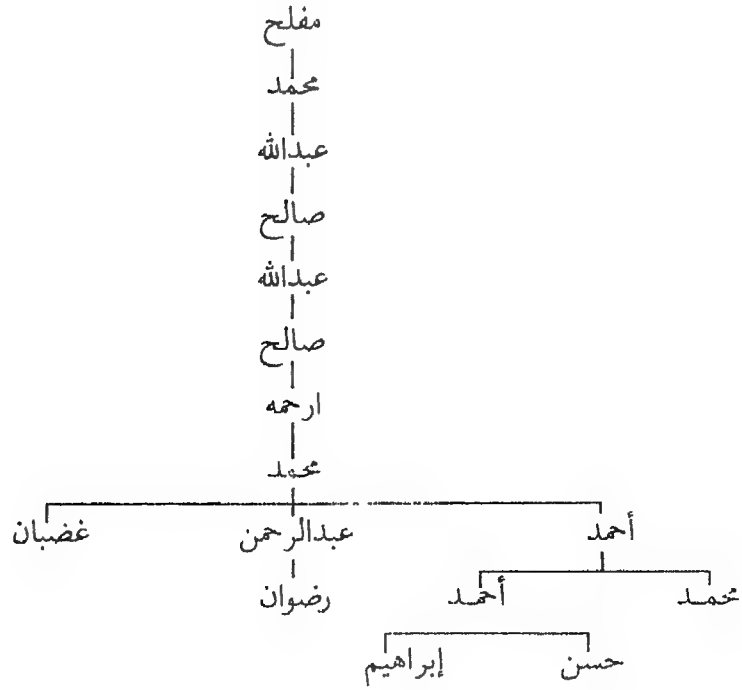 مفلح
محمد
عبدالله
صالح
عبدالله
صالح
ارحمه
محمد
أحمد عبدالرحمن غضبان
محمد أحمد رضوان
حسن إبراهيم